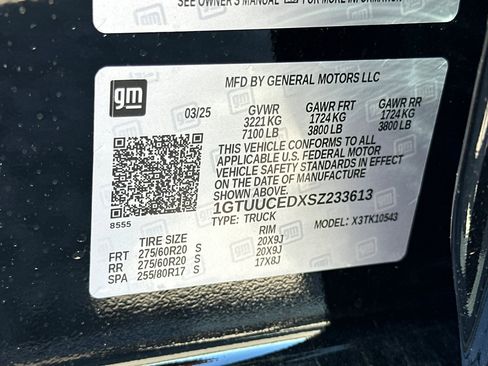 SEE OWNER'S MANUAL
FROM GENERAL MOTORS
gm
MFD BY GENERAL MOTORS LLC
03/25 GVWR GAWR FRT GAWR RR
3221 KG 1724 KG 1724 KG
7100 LB 3800 LB 3800 LB
THIS VEHICLE CONFORMS TO ALL
APPLICABLE U.S. FEDERAL MOTOR
VEHICLE SAFETY STANDARDS IN EFFECT
ON THE DATE OF MANUFACTURE
SHOWN ABOVE.
1GTUUCEDXSZ233613
TYPE: TRUCK MODEL: X3TK10543
8555
TIRE SIZE RIM
FRT 275/60R20 S 20X9J
RR 275/60R20 S 20X9J
SPA 255/80R17 S 17X8J